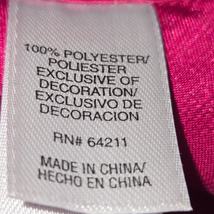 100% POLYESTER/
POLIESTER
EXCLUSIVE OF
DECORATION/
EXCLUSIVO DE
DECORACION
RN# 64211
MADE IN CHINA/
HECHO EN CHINA